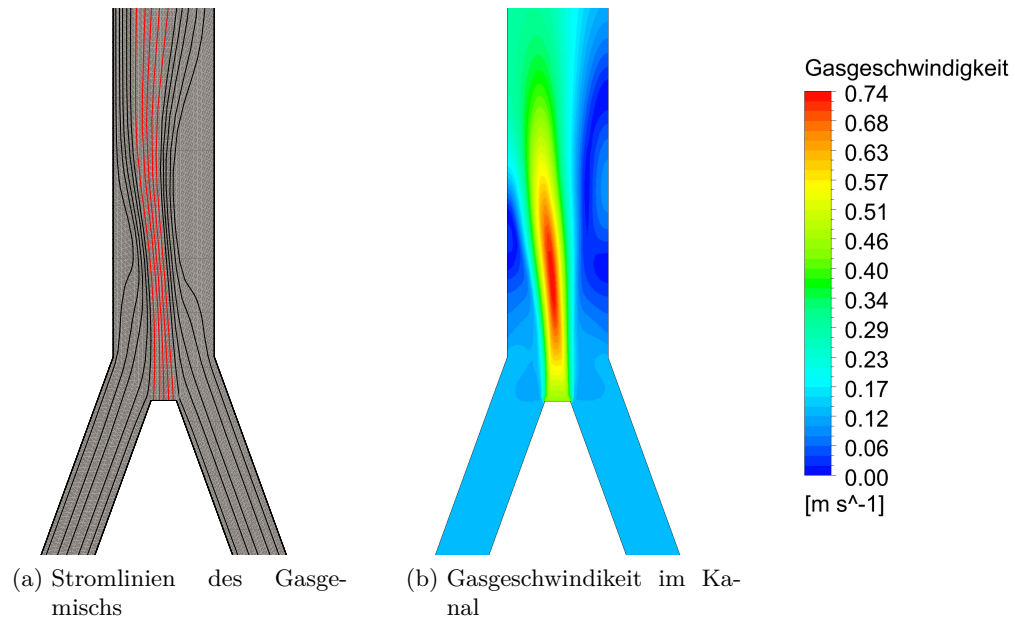 Gasgeschwindigkeit
0.74
0.68
0.63
0.57
0.51
0.46
0.40
0.34
0.29
0.23
0.17
0.12
0.06
0.00
[m s^-1]
(a) Stromlinien des Gasge-
mischs
(b) Gasgeschwindikeit im Ka-
nal